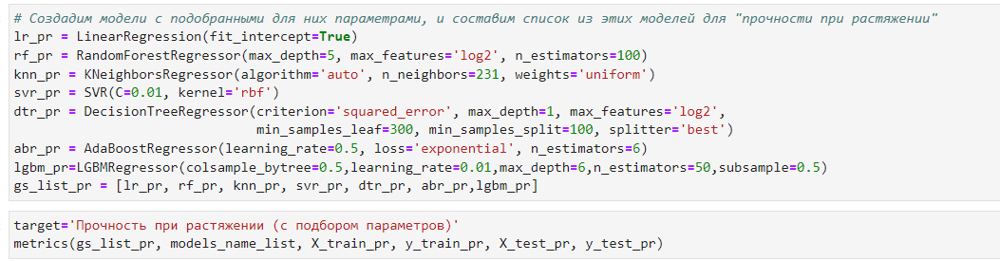 # Создадим модели с подобранными для них параметрами, и составим список из этих моделей для "прочности при растяжении"
lr_pr = LinearRegression(fit_intercept=True)
rf_pr = RandomForestRegressor(max_depth=5, max_features='log2', n_estimators=100)
knn_pr = KNeighborsRegressor(algorithm='auto', n_neighbors=231, weights='uniform')
svr_pr = SVR(C=0.01, kernel='rbf')
dtr_pr = DecisionTreeRegressor(criterion='squared_error', max_depth=1, max_features='log2',
                               min_samples_leaf=300, min_samples_split=100, splitter='best')
abr_pr = AdaBoostRegressor(learning_rate=0.5, loss='exponential', n_estimators=6)
lgbm_pr=LGBMRegressor(colsample_bytree=0.5,learning_rate=0.01,max_depth=6,n_estimators=50,subsample=0.5)
gs_list_pr = [lr_pr, rf_pr, knn_pr, svr_pr, dtr_pr, abr_pr,lgbm_pr]
target='Прочность при растяжении (с подбором параметров)'
metrics(gs_list_pr, models_name_list, X_train_pr, y_train_pr, X_test_pr, y_test_pr)